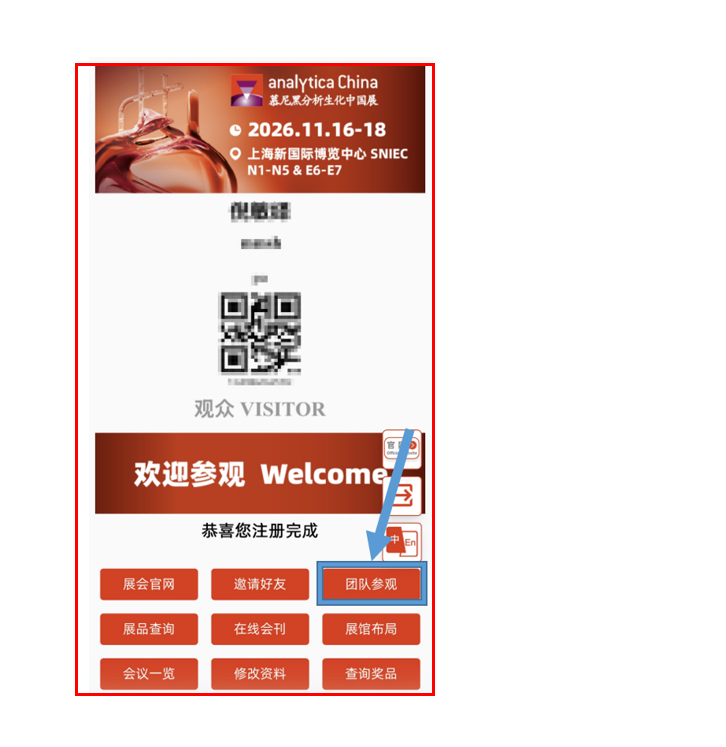 analytica China
慕尼黑分析生化中国展
2026.11.16-18
上海新国际博览中心 SNIEC
N1-N5 & E6-E7
观众 VISITOR
官
欢迎参观 Welcome
中 En
恭喜您注册完成
展会官网 邀请好友 团队参观
展品查询 在线会刊 展馆布局
会议一览 修改资料 查询奖品